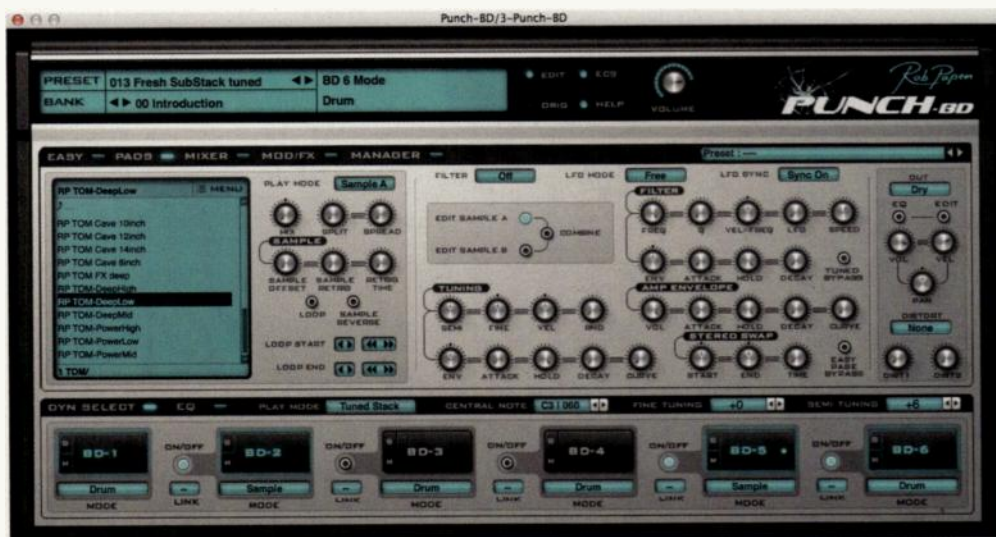 Punch-BD/3-Punch-BD
PRESET 013 Fresh SubStack tuned BD 6 Mode
BANK 00 Introduction Drum
EDIT ECS
ORIG HELP
VOLUME
Rob Papen
PUNCH-BD
EASY PADS MIXER MOD/FX MANAGER
Preset : ---
RP TOM-DeepLow MENU
RP TOM Cave 10inch
RP TOM Cave 12inch
RP TOM Cave 14inch
RP TOM Cave 8inch
RP TOM FX deep
RP TOM-DeepHigh
RP TOM-DeepLow
RP TOM-DeepMid
RP TOM-PowerHigh
RP TOM-PowerLow
RP TOM-PowerMid
1 TOM/
PLAY MODE Sample A
MIX SPLIT SPREAD
SAMPLE
SAMPLE OFFSET SAMPLE RETRG RETRG TIME
LOOP SAMPLE REVERSE
LOOP START
LOOP END
FILTER Off LFO MODE Free LFO SYNC Sync On
EDIT SAMPLE A
COMBINE
EDIT SAMPLE B
FILTER
FREQ Q VEL>FREQ LFO SPEED
ENV ATTACK HOLD DECAY TUNED BYPASS
TUNING
SEMI FINE VEL RND
ENV ATTACK HOLD DECAY CURVE
AMP ENVELOPE
VOL ATTACK HOLD DECAY CURVE
STEREO SWAP
START END TIME
EASY PAGE BYPASS
OUT
Dry
EQ EDIT
VOL VEL
PAN
DISTORT
None
DIRT1 DIRT2
DYN SELECT EQ PLAY MODE Tuned Stack CENTRAL NOTE C3 | 060 FINE TUNING +0 SEMI TUNING +6
BD-1 ON/OFF BD-2 ON/OFF BD-3 ON/OFF BD-4 ON/OFF BD-5 ON/OFF BD-6
Drum -- Sample -- Drum -- Drum -- Sample -- Drum
MODE LINK MODE LINK MODE LINK MODE LINK MODE LINK MODE